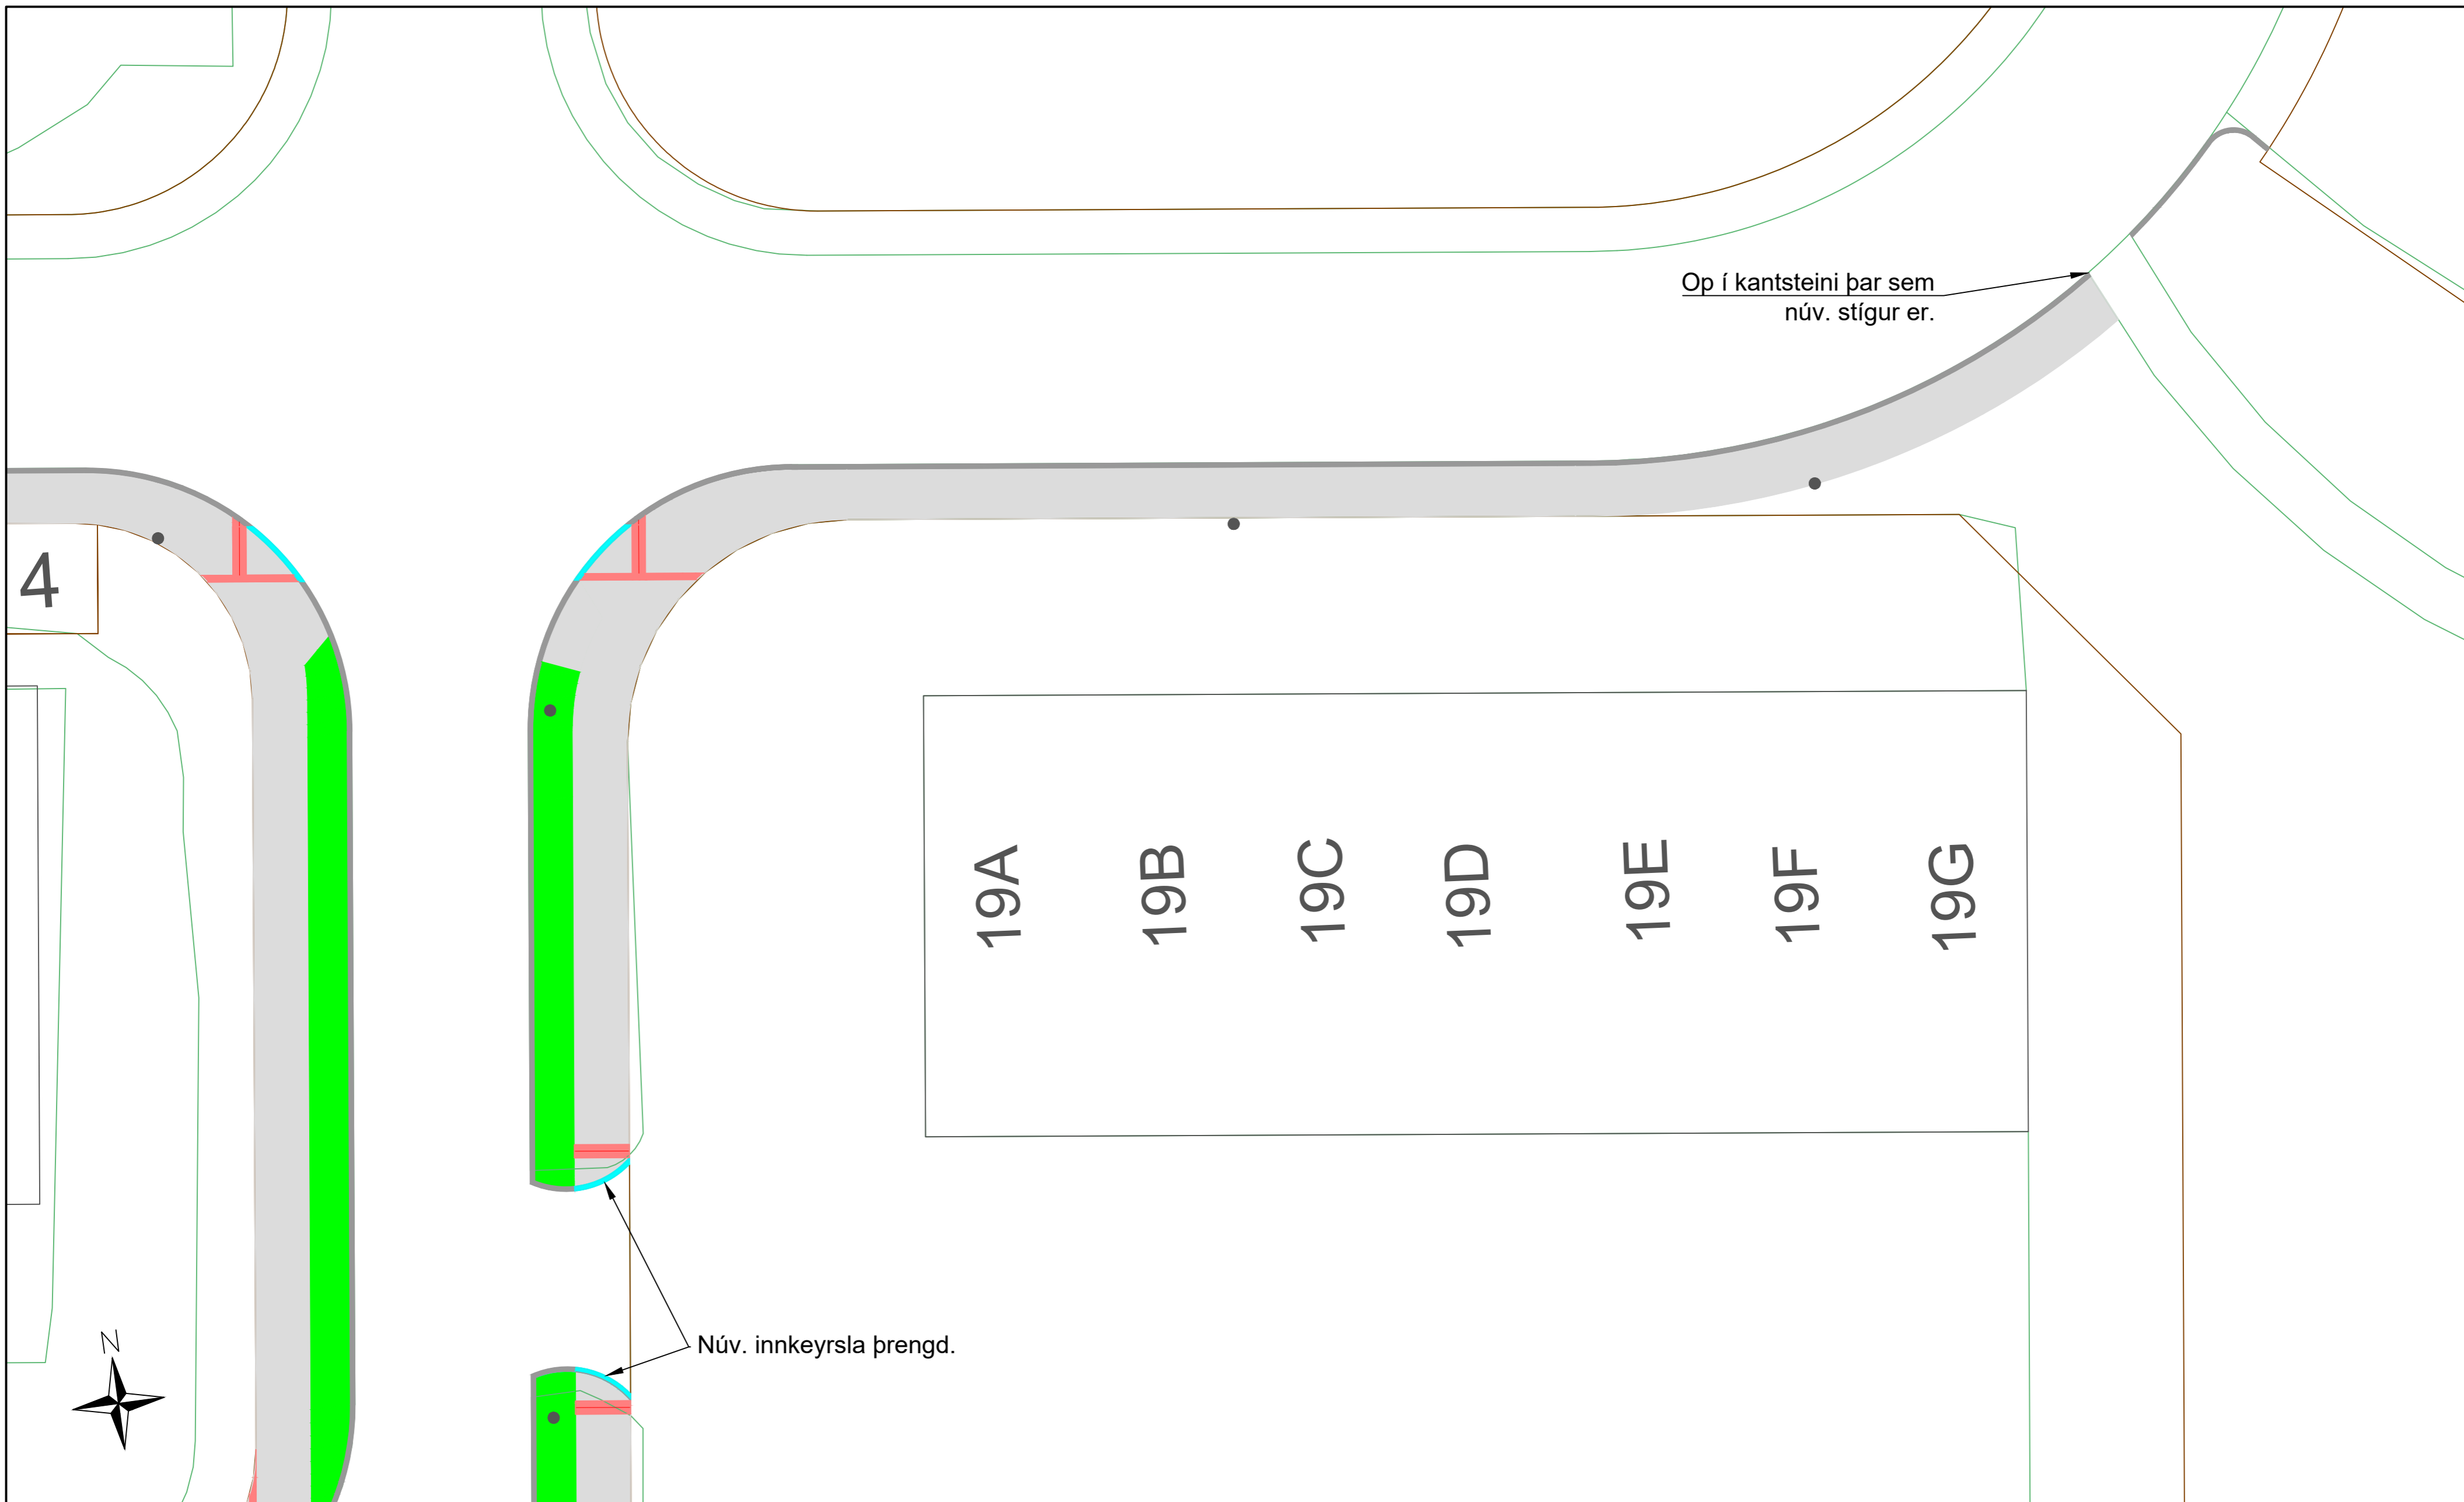 Op í kantsteini þar sem
núv. stígur er.
4
19A
19B
19C
19D
19E
19F
19G
N
Núv. innkeyrsla þrengd.